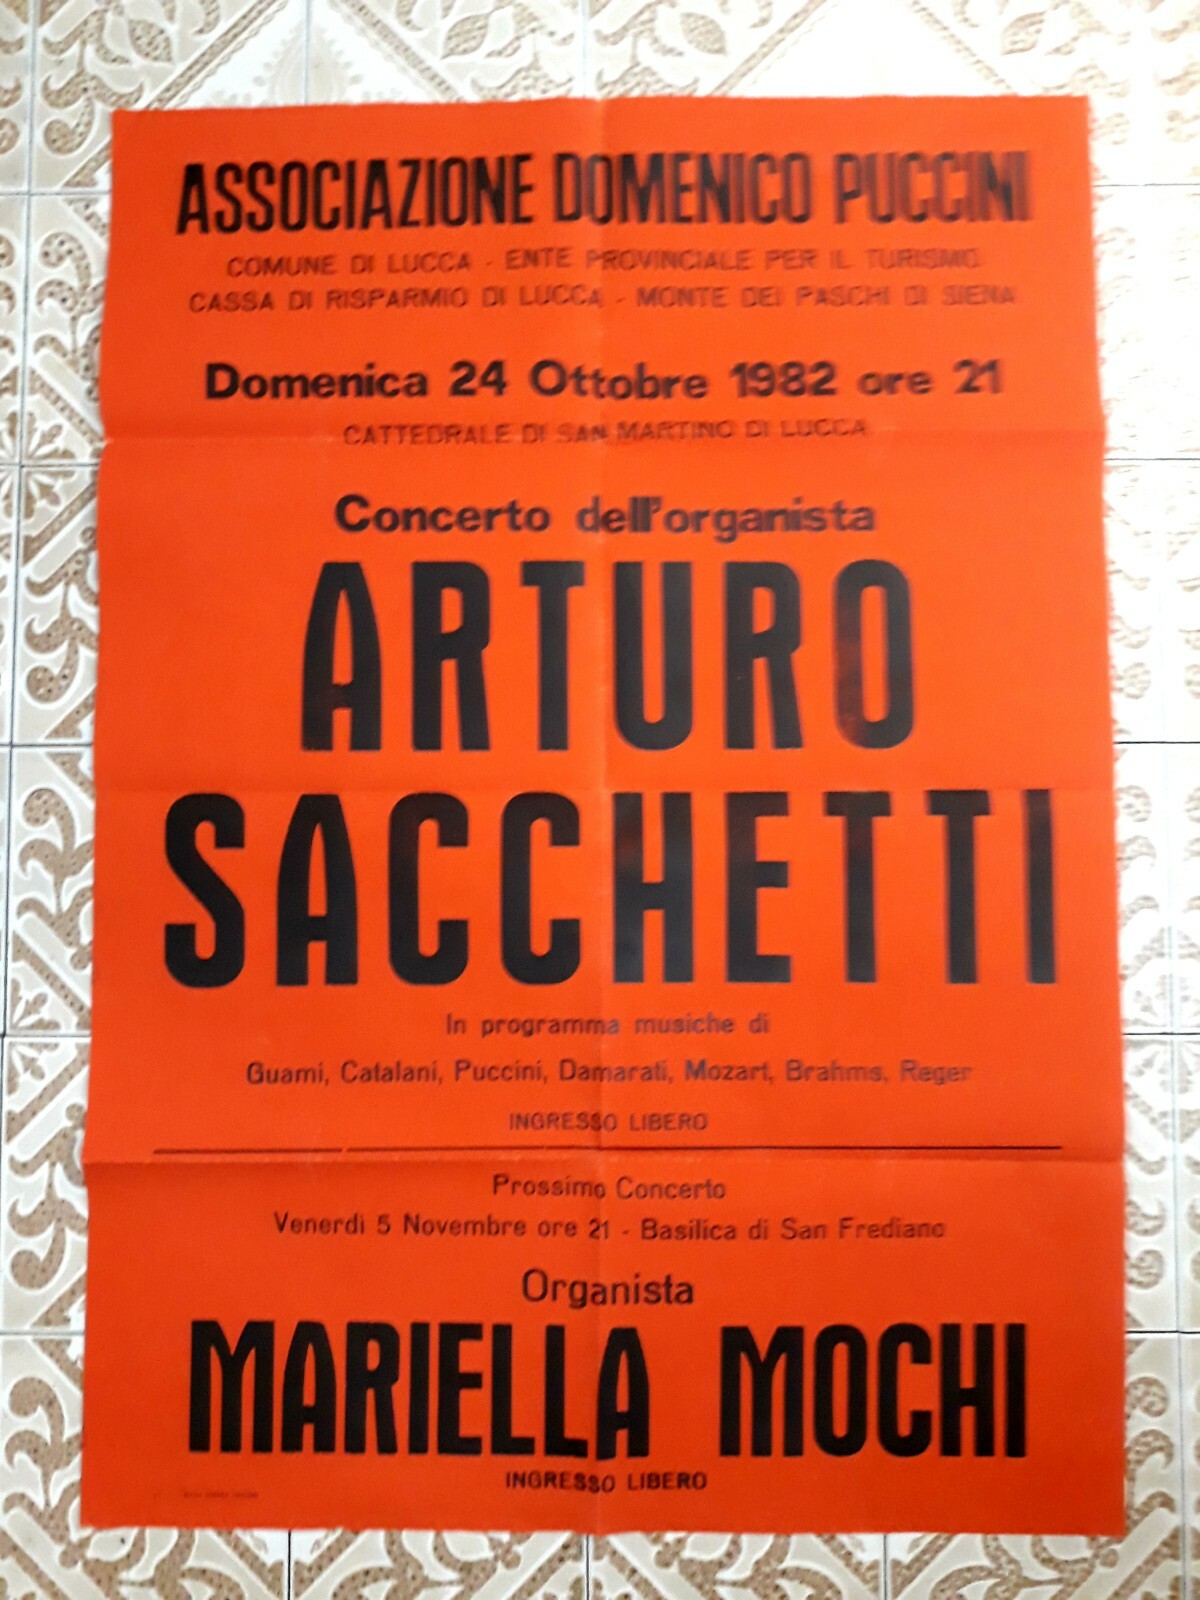 ASSOCIAZIONE DOMENICO PUCCINI
COMUNE DI LUCCA - ENTE PROVINCIALE PER IL TURISMO
CASSA DI RISPARMIO DI LUCCA - MONTE DEI PASCHI DI SIENA
Domenica 24 Ottobre 1982 ore 21
CATTEDRALE DI SAN MARTINO DI LUCCA
Concerto dell'organista
ARTURO
SACCHETTI
In programma musiche di
Guami, Catalani, Puccini, Damarati, Mozart, Brahms, Reger
INGRESSO LIBERO
Prossimo Concerto
Venerdì 5 Novembre ore 21 - Basilica di San Frediano
Organista
MARIELLA MOCHI
INGRESSO LIBERO